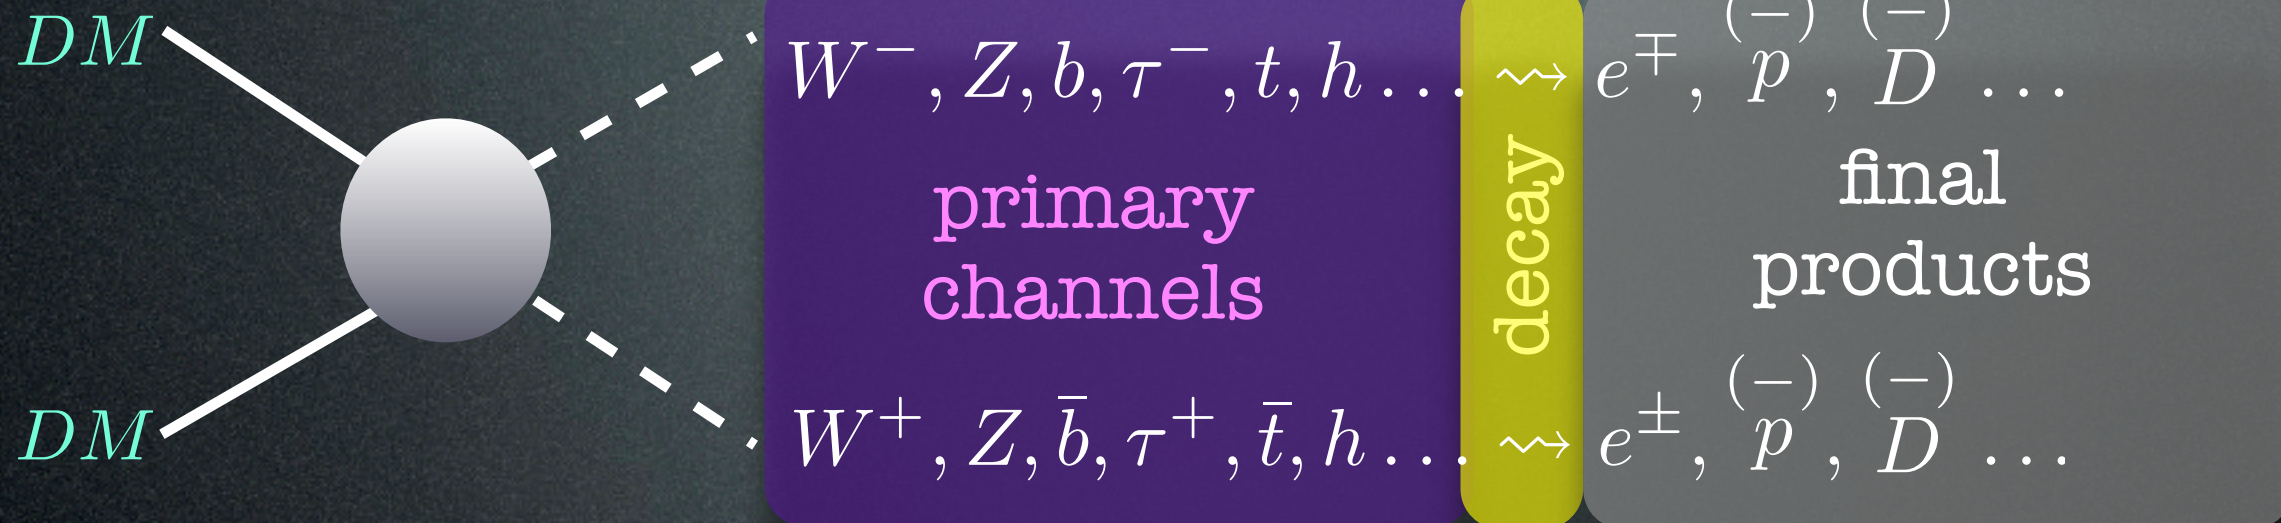 DM W⁻, Z, b, τ⁻, t, h ... ⇝ e^∓, p^(−), D^(−) ...
primary
channels
decay
final
products
DM W⁺, Z, b̄, τ⁺, t̄, h ... ⇝ e^±, p^(−), D^(−) ...